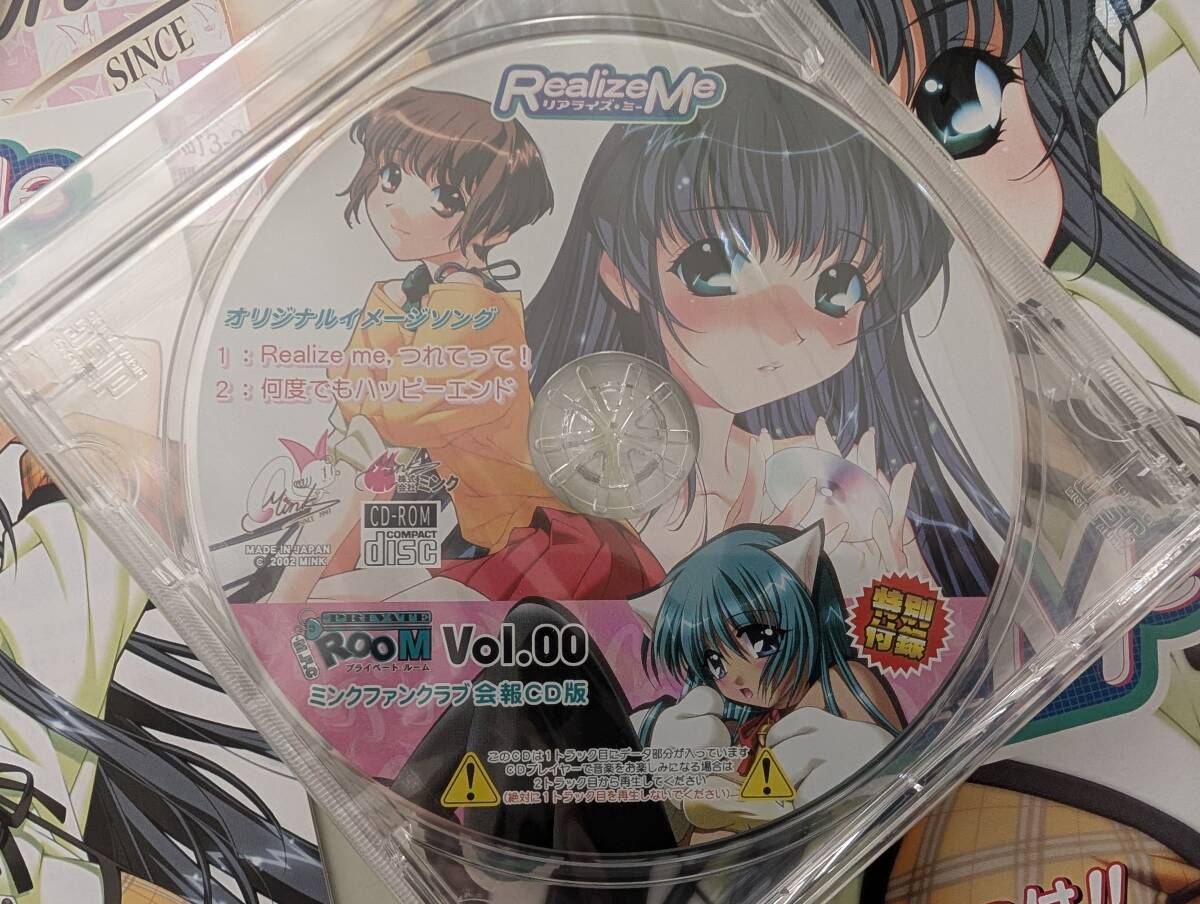 SINCE
町3-2
RealizeMe
リアライズ・ミー
オリジナルイメージソング
1:Realize me,つれてって!
2:何度でもハッピーエンド
Mink
SINCE 1997
株式会社ミンク
CD-ROM
COMPACT
disc
MADE IN JAPAN
© 2002 MINK
特別
付録
PRIVATE
RooM
プライベート ルーム
Vol.00
ミンクファンクラブ会報CD版
このCDは1トラック目にデータ部分が入っています
CDプレイヤーで音楽をお楽しみになる場合は
2トラック目から再生してください
(絶対に1トラック目を再生しないでください)
は!!